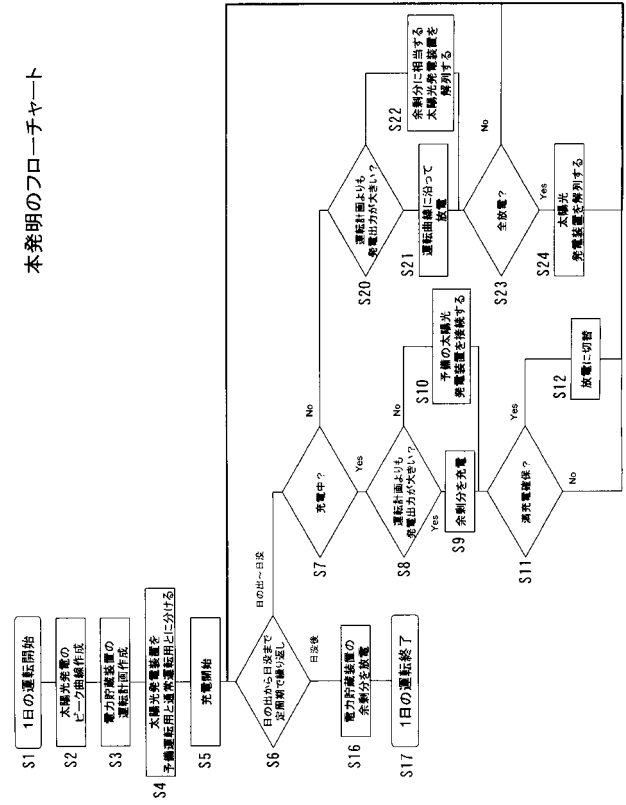 本発明のフローチャート
S1
1日の運転開始
S2
太陽光発電の
ピーク曲線作成
S3
電力貯蔵装置の
運転計画作成
S4
太陽光発電装置を
予備運転用と通常運転用とに分ける
S5
充電開始
S6
日の出から日没まで
定周期で繰り返し
日の出~日没
日没後
S16
電力貯蔵装置の
余剰分を放電
S17
1日の運転終了
S7
充電中?
No
Yes
S8
運転計画よりも
発電出力が大きい?
No
Yes
S9
余剰分を充電
S10
予備の太陽光
発電装置を接続する
S11
満充電確保?
Yes
No
S12
放電に切替
S20
運転計画よりも
発電出力が大きい?
S21
運転曲線に沿って
放電
S22
余剰分に相当する
太陽光発電装置を
解列する
S23
全放電?
No
Yes
S24
太陽光
発電装置を解列する